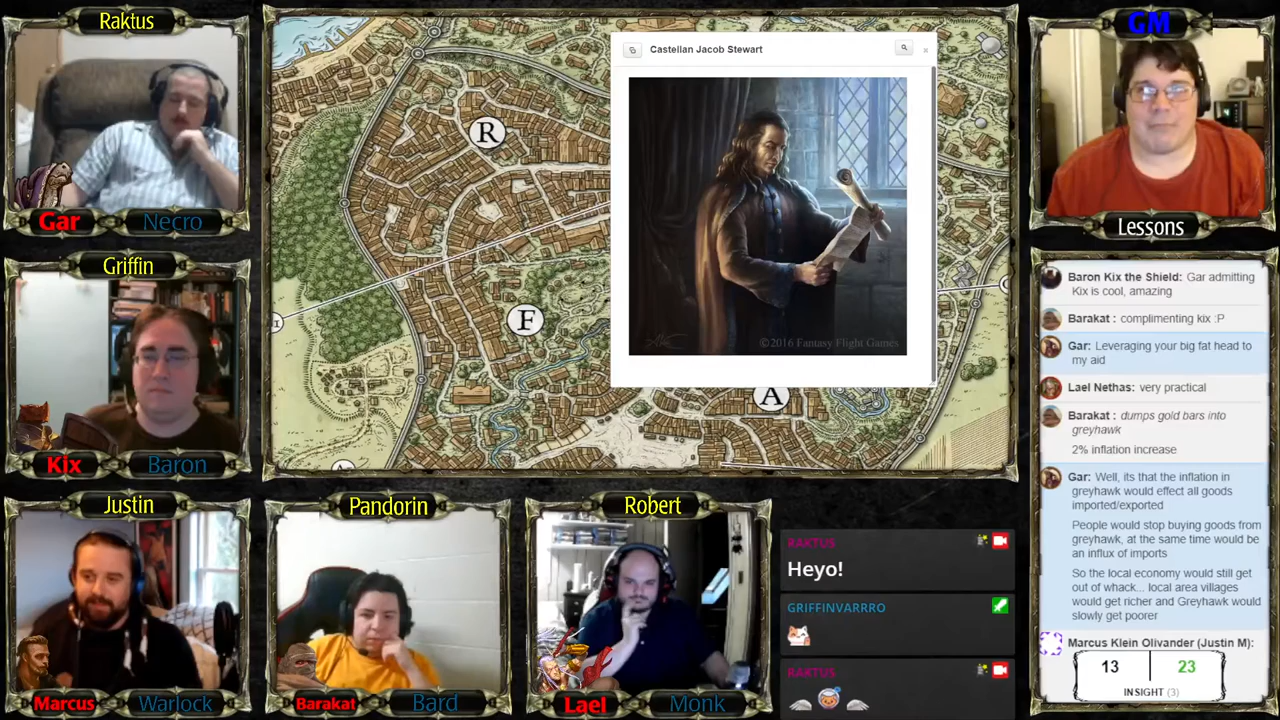 Raktus
Gar
Necro
Griffin
Kix
Baron
Justin
Marcus
Warlock
Pandorin
Barakat
Bard
Robert
Lael
Monk
R
F
A
Castellan Jacob Stewart
©2016 Fantasy Flight Games
GM
Lessons
Baron Kix the Shield: Gar admitting
Kix is cool, amazing
Barakat: complimenting kix :P
Gar: Leveraging your big fat head to
my aid
Lael Nethas: very practical
Barakat: dumps gold bars into
greyhawk
2% inflation increase
Gar: Well, its that the inflation in
greyhawk would effect all goods
imported/exported
People would stop buying goods from
greyhawk, at the same time would be
an influx of imports
So the local economy would still get
out of whack... local area villages
would get richer and Greyhawk would
slowly get poorer
Marcus Klein Olivander (Justin M):
13 23
INSIGHT (3)
RAKTUS
Heyo!
GRIFFINVARRRO
RAKTUS